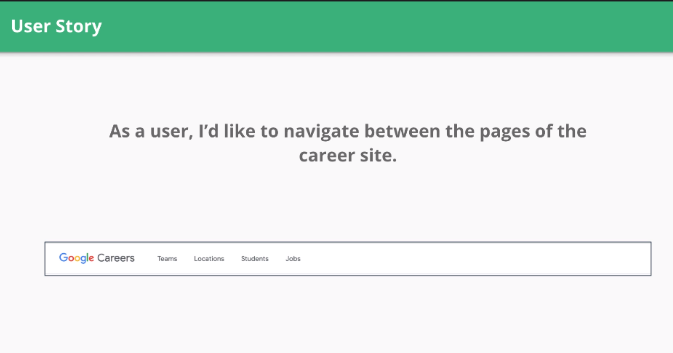 User Story
As a user, I’d like to navigate between the pages of the
career site.
Google Careers Teams Locations Students Jobs